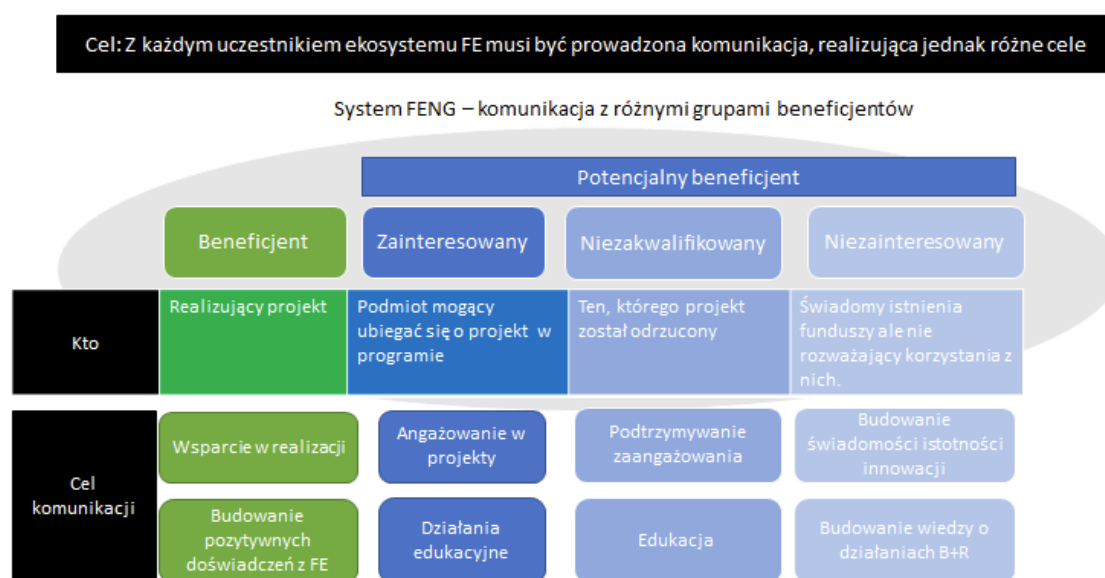 Cel: Z każdym uczestnikiem ekosystemu FE musi być prowadzona komunikacja, realizująca jednak różne cele
System FENG – komunikacja z różnymi grupami beneficjentów
Potencjalny beneficjent
Beneficjent
Zainteresowany
Niezakwalifikowany
Niezainteresowany
Kto
Realizujący projekt
Podmiot mogący
ubiegać się o projekt w
programie
Ten, którego projekt
został odrzucony
Świadomy istnienia
funduszy ale nie
rozważający korzystania z
nich.
Cel
komunikacji
Wsparcie w realizacji
Angażowanie w
projekty
Podtrzymywanie
zaangażowania
Budowanie
świadomości istotności
innowacji
Budowanie
pozytywnych
doświadczeń z FE
Działania
edukacyjne
Edukacja
Budowanie wiedzy o
działaniach B+R